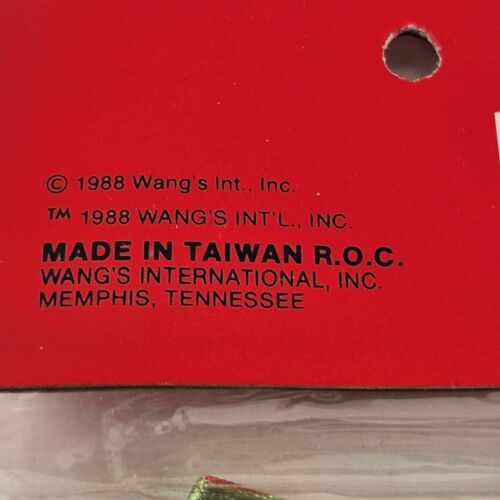 © 1988 Wang's Int., Inc.
™ 1988 WANG'S INT'L., INC.
MADE IN TAIWAN R.O.C.
WANG'S INTERNATIONAL, INC.
MEMPHIS, TENNESSEE